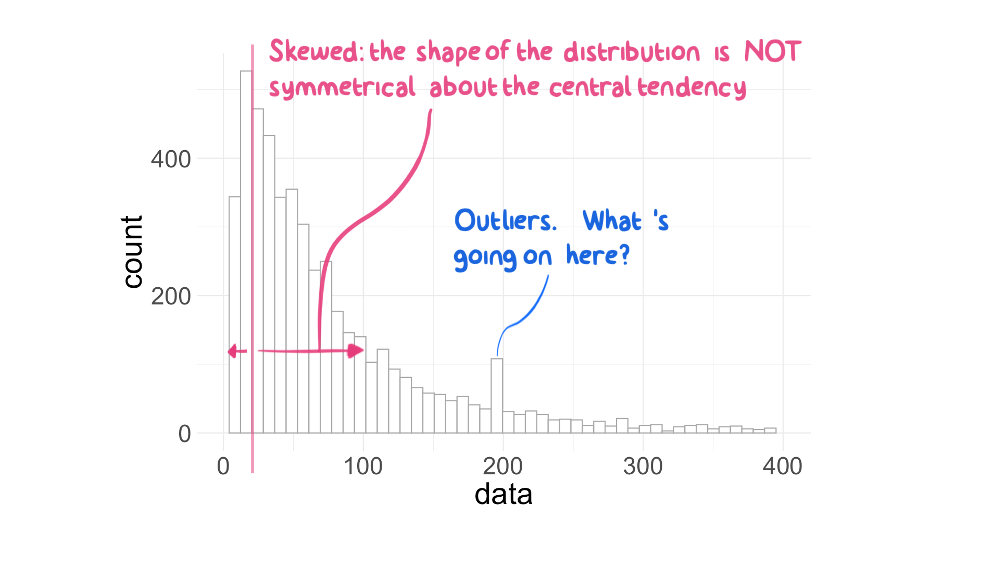 Skewed: the shape of the distribution is NOT
symmetrical about the central tendency
Outliers. What 's
going on here?
400
200
0
count
0 100 200 300 400
data